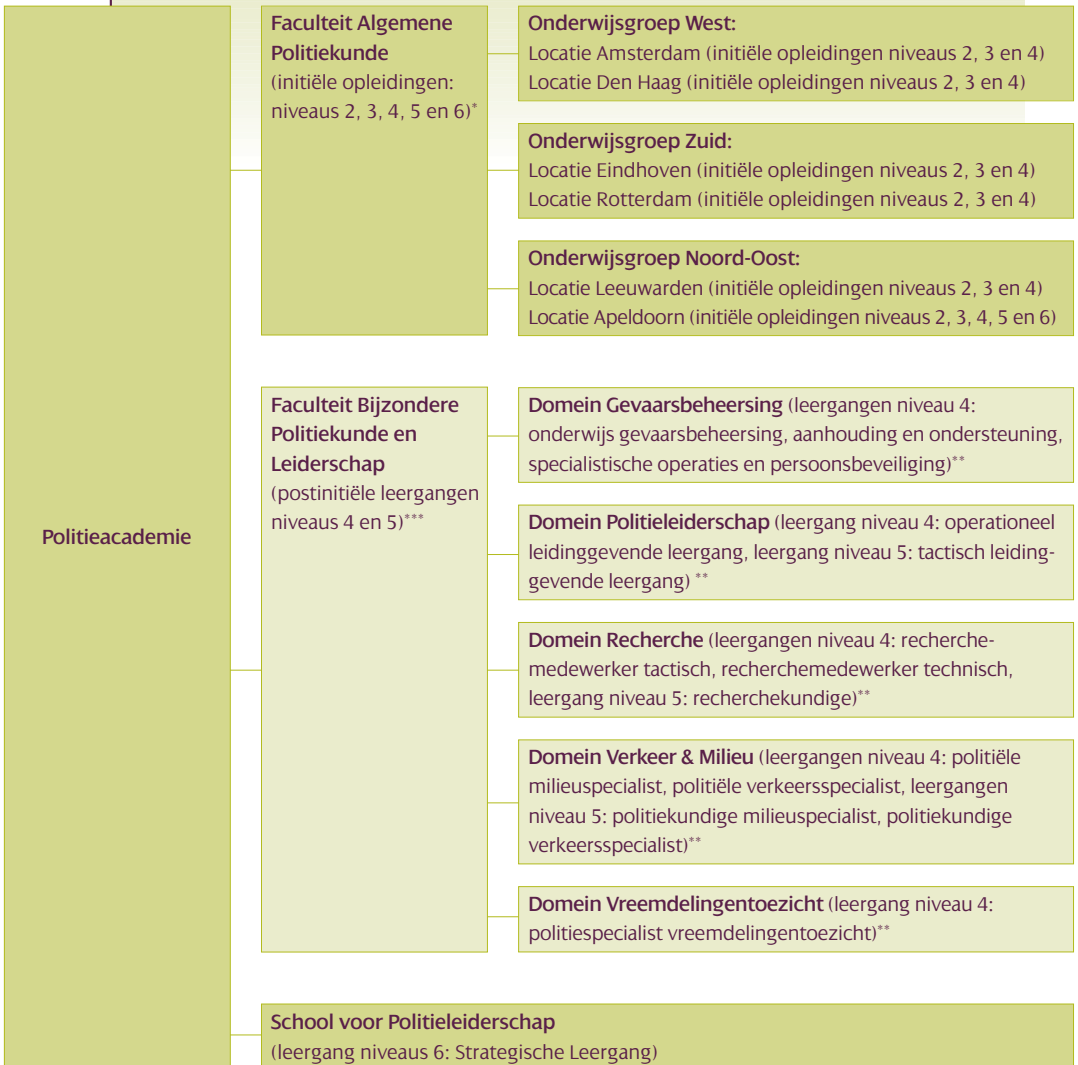 Politieacademie
Faculteit Algemene
Politiekunde
(initiële opleidingen:
niveaus 2, 3, 4, 5 en 6)*
Onderwijsgroep West:
Locatie Amsterdam (initiële opleidingen niveaus 2, 3 en 4)
Locatie Den Haag (initiële opleidingen niveaus 2, 3 en 4)
Onderwijsgroep Zuid:
Locatie Eindhoven (initiële opleidingen niveaus 2, 3 en 4)
Locatie Rotterdam (initiële opleidingen niveaus 2, 3 en 4)
Onderwijsgroep Noord-Oost:
Locatie Leeuwarden (initiële opleidingen niveaus 2, 3 en 4)
Locatie Apeldoorn (initiële opleidingen niveaus 2, 3, 4, 5 en 6)
Faculteit Bijzondere
Politiekunde en
Leiderschap
(postinitiële leergangen
niveaus 4 en 5)***
Domein Gevaarsbeheersing (leergangen niveau 4:
onderwijs gevaarsbeheersing, aanhouding en ondersteuning,
specialistische operaties en persoonsbeveiliging)**
Domein Politieleiderschap (leergang niveau 4: operationeel
leidinggevende leergang, leergang niveau 5: tactisch leiding-
gevende leergang) **
Domein Recherche (leergangen niveau 4: recherche-
medewerker tactisch, recherchemedewerker technisch,
leergang niveau 5: recherchekundige)**
Domein Verkeer & Milieu (leergangen niveau 4: politiële
milieuspecialist, politiële verkeersspecialist, leergangen
niveau 5: politiekundige milieuspecialist, politiekundige
verkeersspecialist)**
Domein Vreemdelingentoezicht (leergang niveau 4:
politiespecialist vreemdelingentoezicht)**
School voor Politieleiderschap
(leergang niveaus 6: Strategische Leergang)